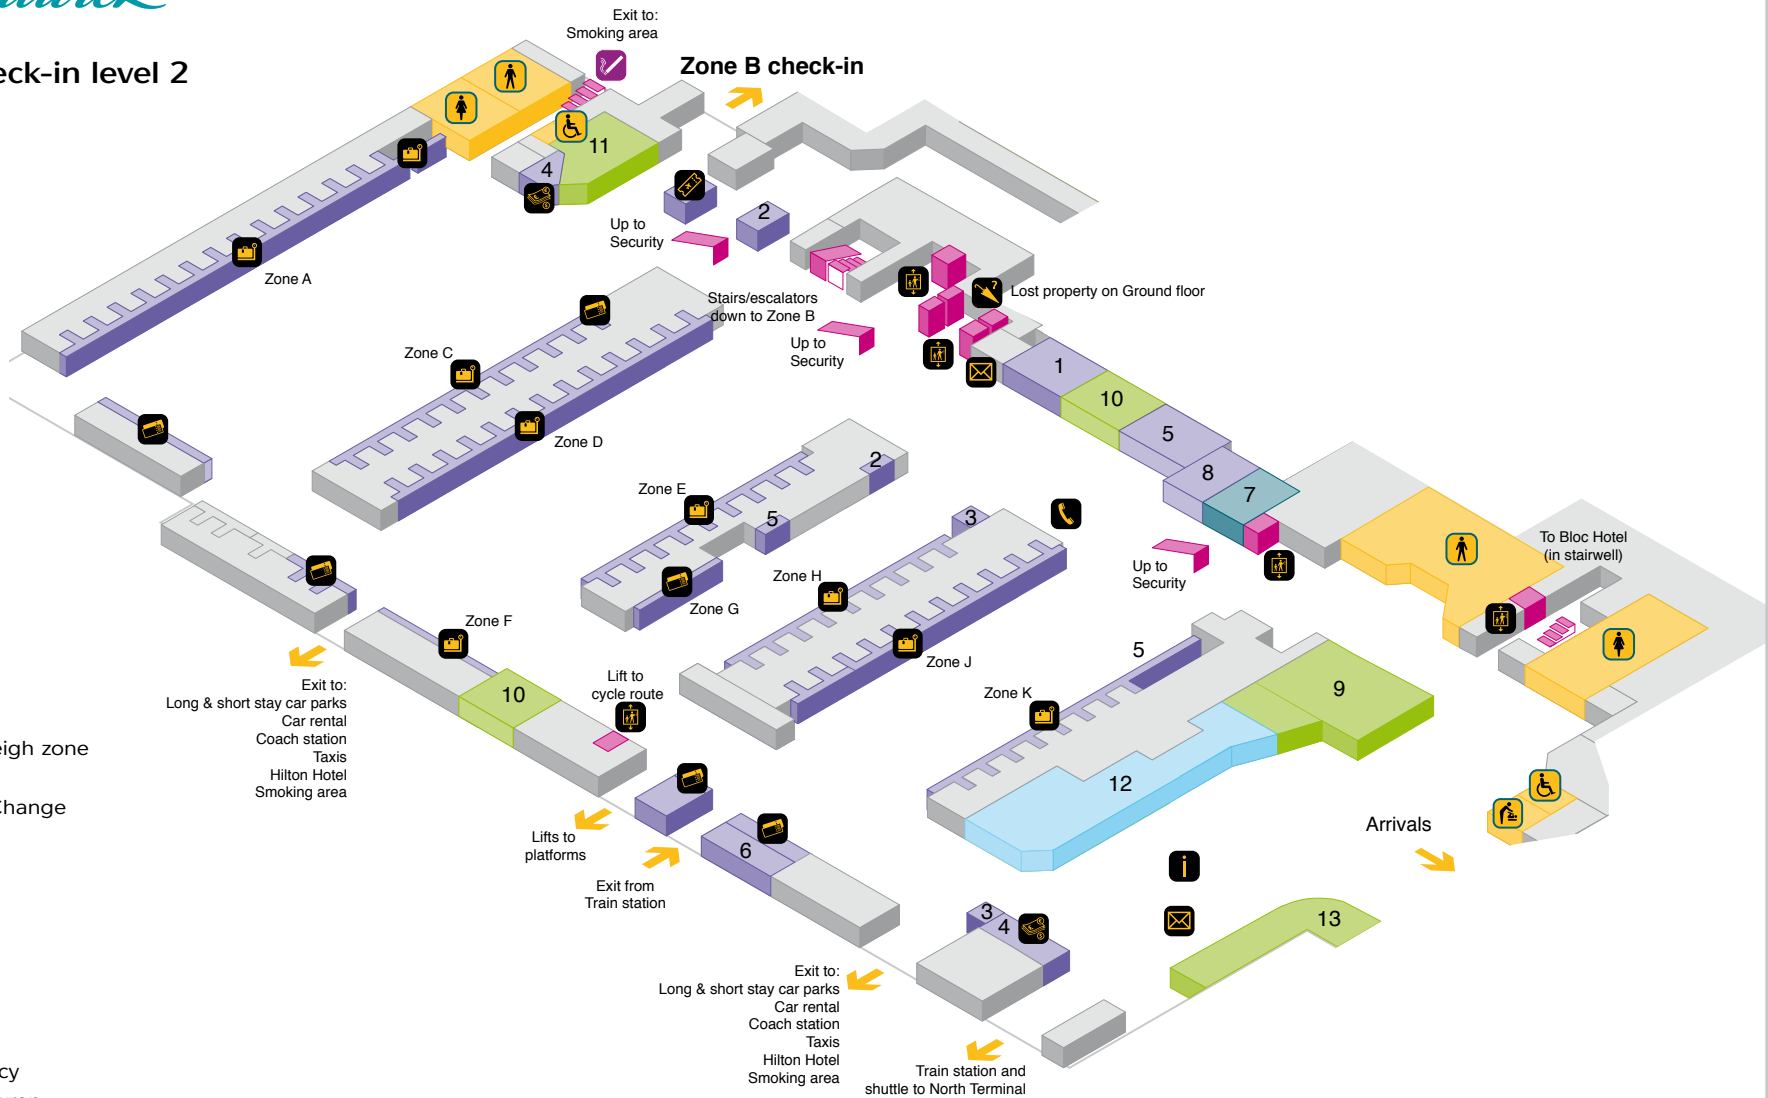 eck-in level 2
Exit to:
Smoking area
Zone B check-in
11
4
2
Up to
Security
Zone A
Stairs/escalators
down to Zone B
Lost property on Ground floor
Up to
Security
Zone C
1
10
5
8
7
Zone D
2
Zone E
5
3
To Bloc Hotel
(in stairwell)
Up to
Security
Zone H
Zone G
Zone F
5
Zone J
Lift to
cycle route
10
Zone K
9
Exit to:
Long & short stay car parks
Car rental
Coach station
Taxis
Hilton Hotel
Smoking area
eigh zone
Change
12
Arrivals
Lifts to
platforms
6
Exit from
Train station
3
4
13
Exit to:
Long & short stay car parks
Car rental
Coach station
Taxis
Hilton Hotel
Smoking area
Train station and
shuttle to North Terminal
cy